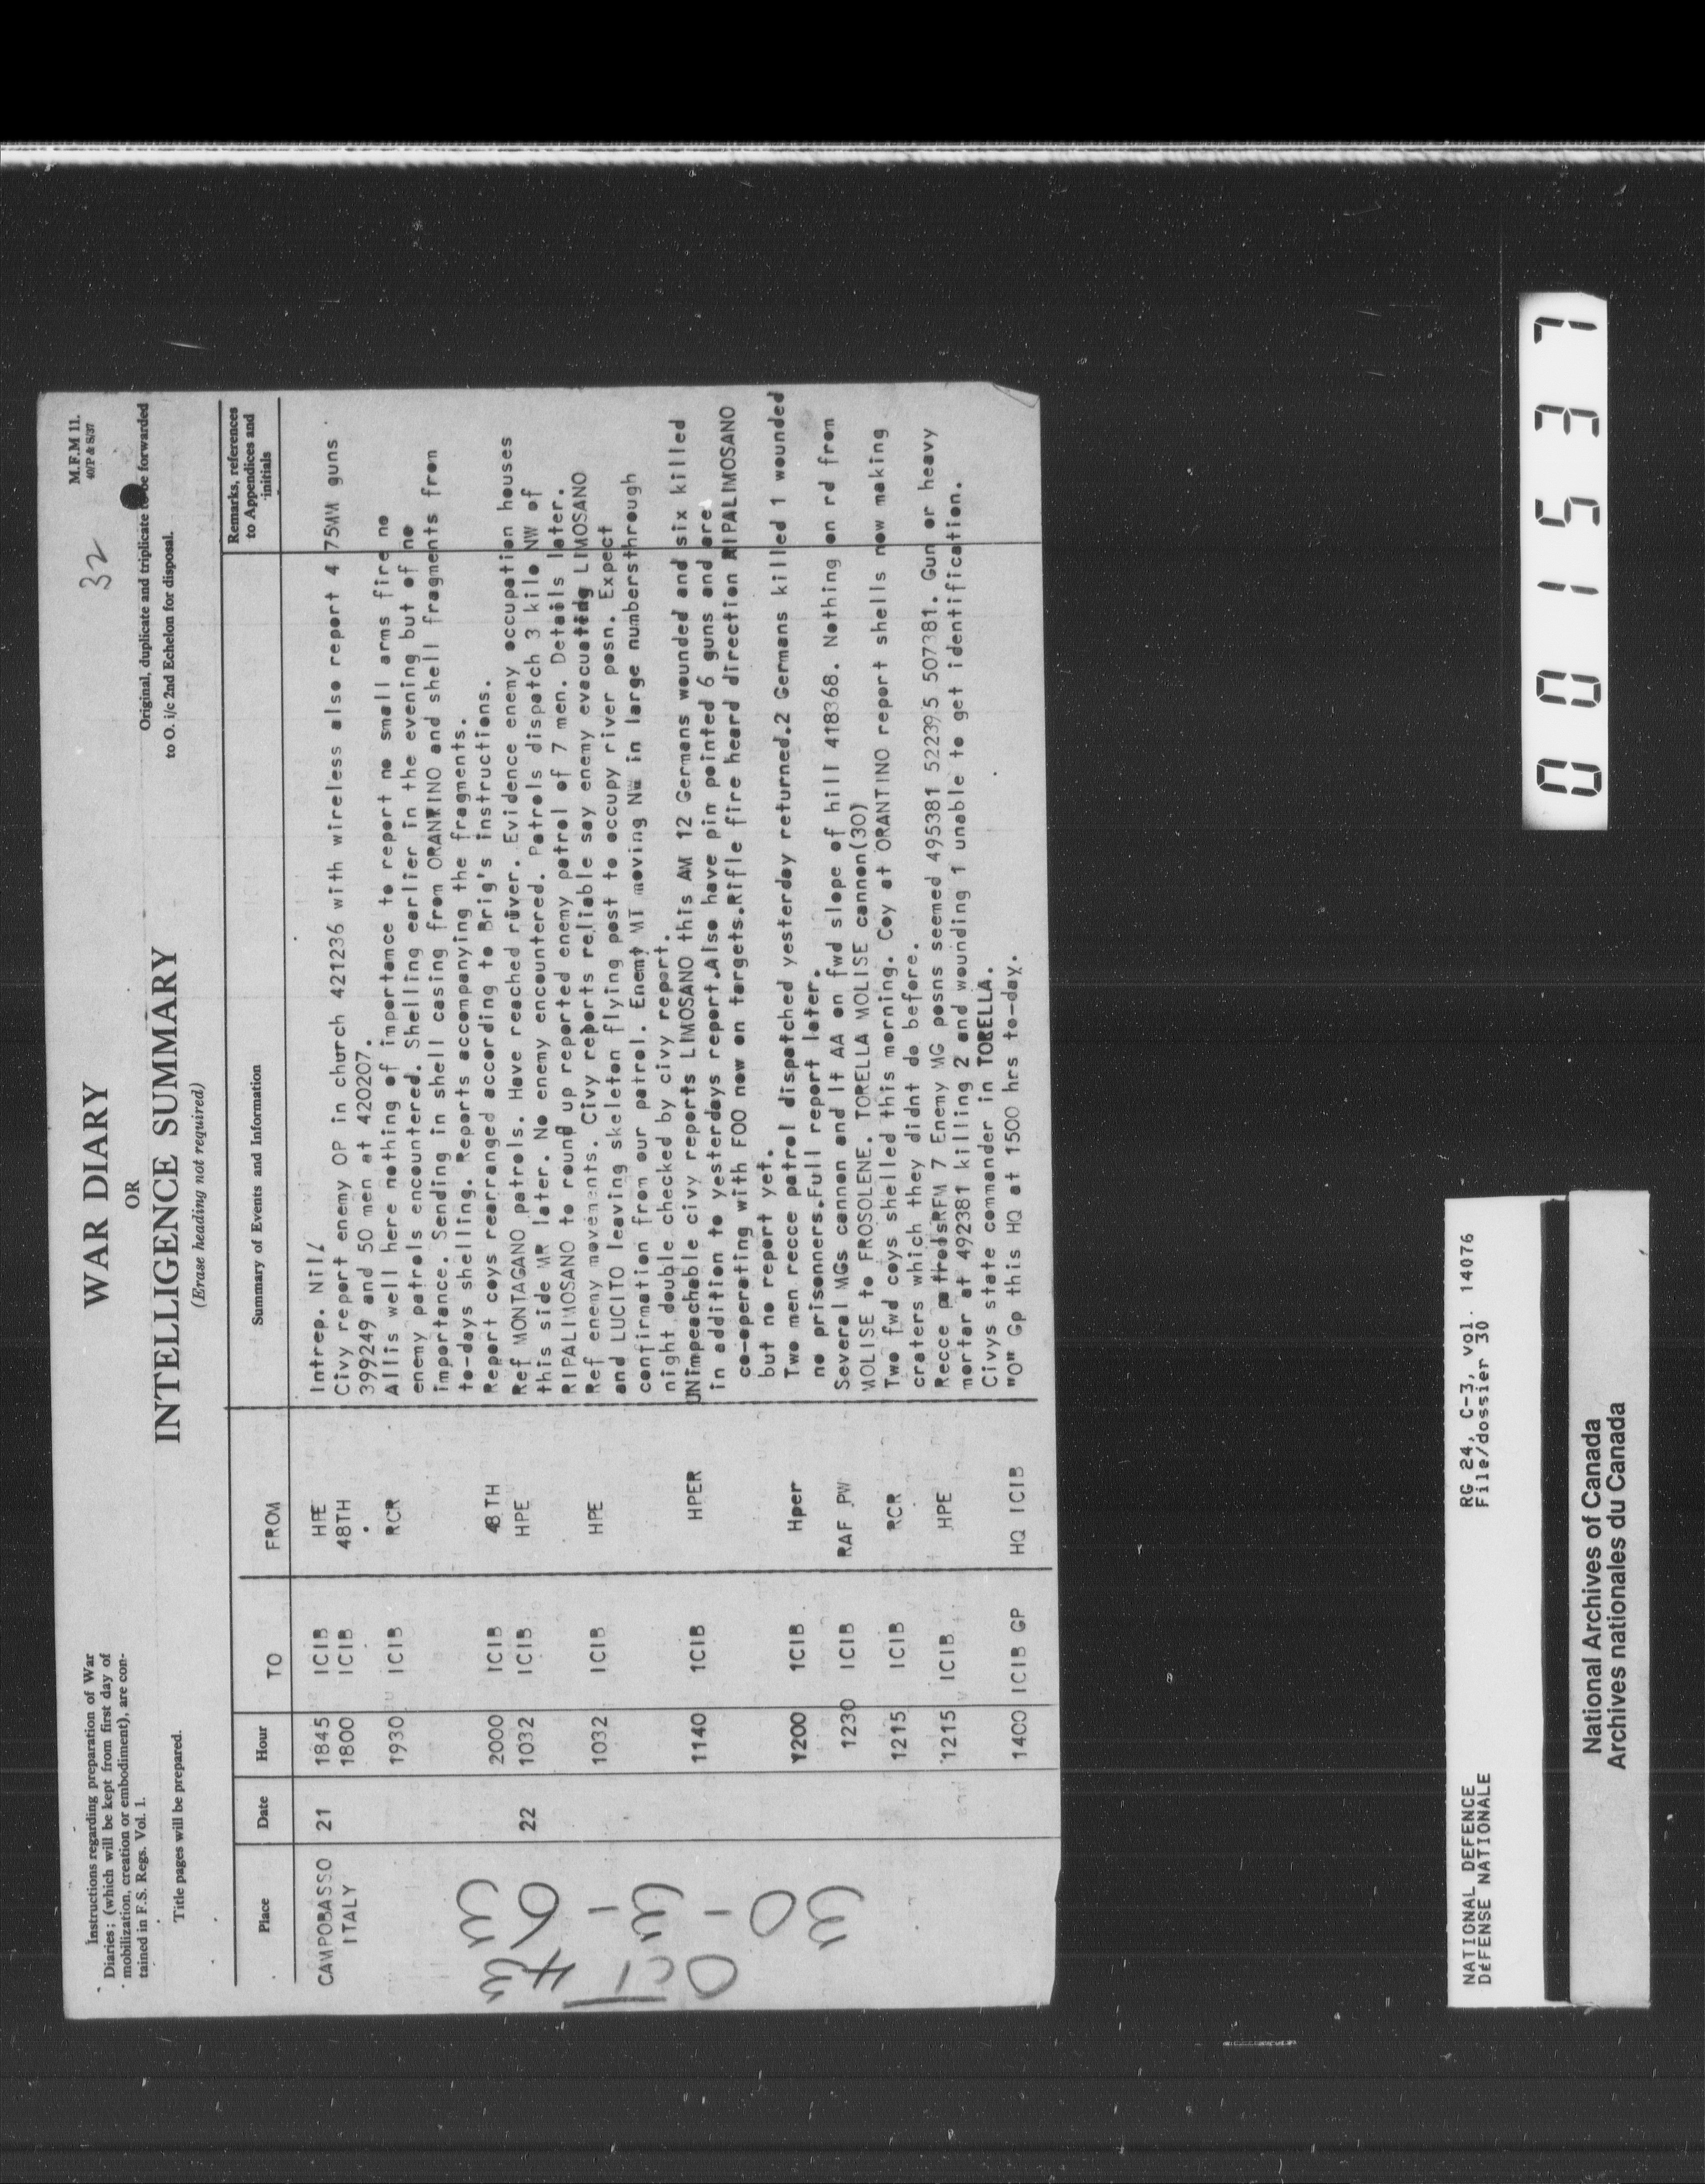 Instructions regarding preparation of War
Diaries; (which will be kept from first day of
mobilization, creation or embodiment), are con-
tained in F.S. Regs. Vol. 1.
Title pages will be prepared.
WAR DIARY
OR
INTELLIGENCE SUMMARY
(Erase heading not required)
32
M.F.M 11.
Original, duplicate and triplicate to be forwarded
to O. i/c 2nd Echelon for disposal.
Place Date Hour TO FROM Summary of Events and Information Remarks, references to Appendices and initials
CAMPOBASSO 21 1845 ICIB HPE Intrep. Nil
ITALY 1800 ICIB 48TH Civy report enemy OP in church 421236 with wireless also report 4 75MM guns
399249 and 50 men at 420207.
1930 ICIB RCR Allis well here nothing of importance to report no small arms fire no
enemy patrols encountered. Shelling earlier in the evening but of no
importance. Sending in shell casing from ORANRINO and shell fragments from
to-days shelling. Reports accompanying the fragments.
2000 ICIB 48TH Report coys rearranged according to Brig's instructions.
22 1032 ICIB HPE Ref MONTAGANO patrols. Have reached river. Evidence enemy occupation houses
this side MR later. No enemy encountered. Patrols dispatch 3 kilo NW of
RIPALIMOSANO to round up reported enemy patrol of 7 men. Details later.
1032 ICIB HPE Ref enemy movements. Civy reports reliable say enemy evacuating LIMOSANO
and LUCITO leaving skeleton flying post to occupy river posn. Expect
confirmation from our patrol. Enemy MT moving NW in large numbersthrough
night double checked by civy report.
1140 1CIB HPER UNimpeachable civy reports LIMOSANO this AM 12 Germans wounded and six killed
in addition to yesterdays report.Also have pin pointed 6 guns and are
co-operating with FOO now on targets.Rifle fire heard direction RIPALIMOSANO
but no report yet.
1200 1CIB Hper Two men recce patrol dispatched yesterday returned.2 Germans killed 1 wounded
no prisonners.Full report later.
1230 ICIB RAF PW Several MGs cannon and lt AA on fwd slope of hill 418368. Nothing on rd from
MOLISE to FROSOLENE. TORELLA MOLISE cannon(30)
1215 ICIB RCR Two fwd coys shelled this morning. Coy at ORANTINO report shells now making
craters which they didnt do before.
1215 ICIB HPE Recce RFM 7 Enemy MG posns seemed 495381 522395 507381. Gun or heavy
mortar at 492381 killing 2 and wounding 1 unable to get identification.
Civys state commander in TORELLA.
1400 ICIB GP HQ ICIB "O" Gp this HQ at 1500 hrs to-day.
OCT
001537
NATIONAL DEFENCE RG 24, C-3, vol. 14076
DÉFENSE NATIONALE File/dossier 30
National Archives of Canada
Archives nationales du Canada